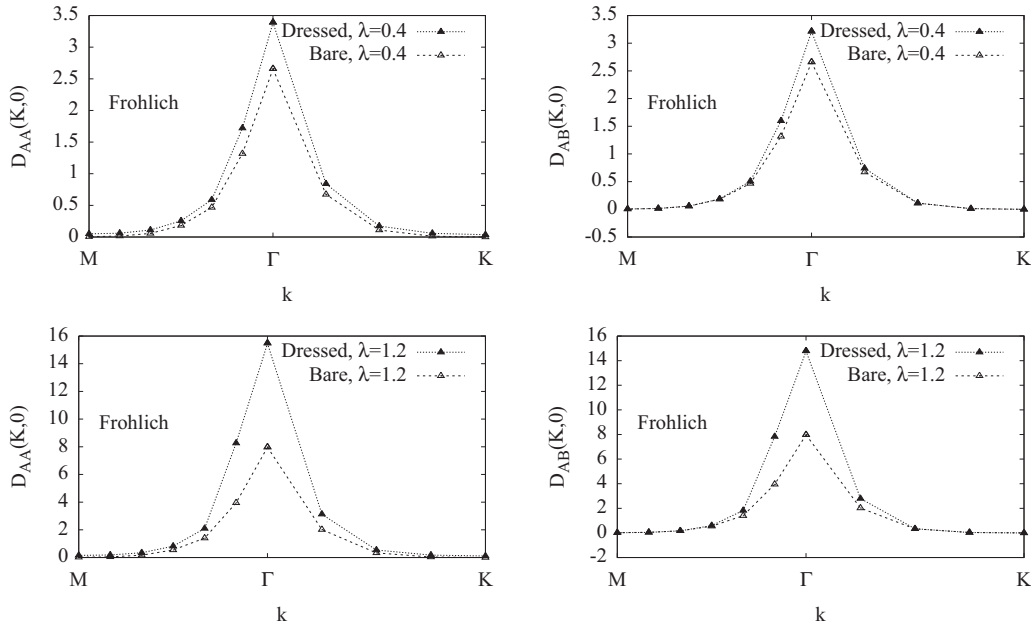 3.5
3
2.5
2
1.5
1
0.5
0
D_AA(K,0)
Frohlich
Dressed, λ=0.4
Bare, λ=0.4
M
Γ
K
k
3.5
3
2.5
2
1.5
1
0.5
0
-0.5
D_AB(K,0)
Frohlich
Dressed, λ=0.4
Bare, λ=0.4
M
Γ
K
k
16
14
12
10
8
6
4
2
0
D_AA(K,0)
Frohlich
Dressed, λ=1.2
Bare, λ=1.2
M
Γ
K
k
16
14
12
10
8
6
4
2
0
-2
D_AB(K,0)
Frohlich
Dressed, λ=1.2
Bare, λ=1.2
M
Γ
K
k